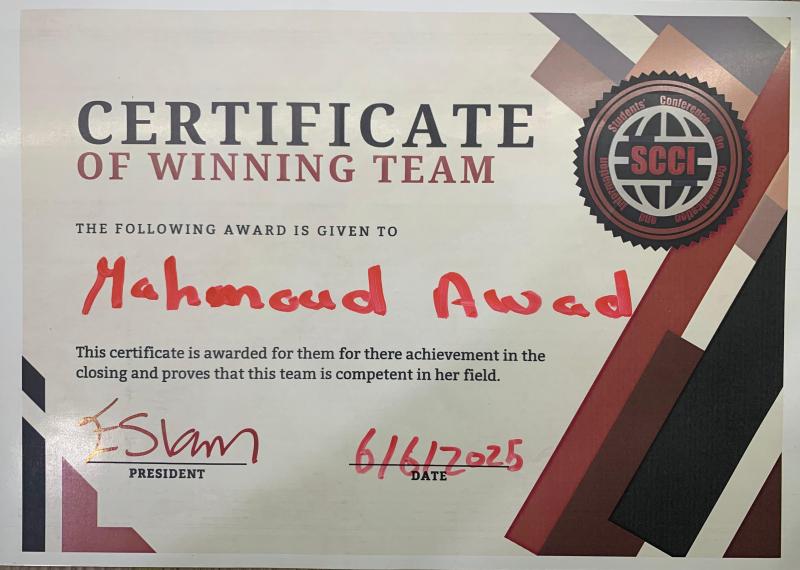 CERTIFICATE
OF WINNING TEAM
Students' Conference on Communication and Information
SCCI
THE FOLLOWING AWARD IS GIVEN TO
Mahmoud Awad
This certificate is awarded for them for there achievement in the
closing and proves that this team is competent in her field.
Eslam
6/6/2025
PRESIDENT
DATE